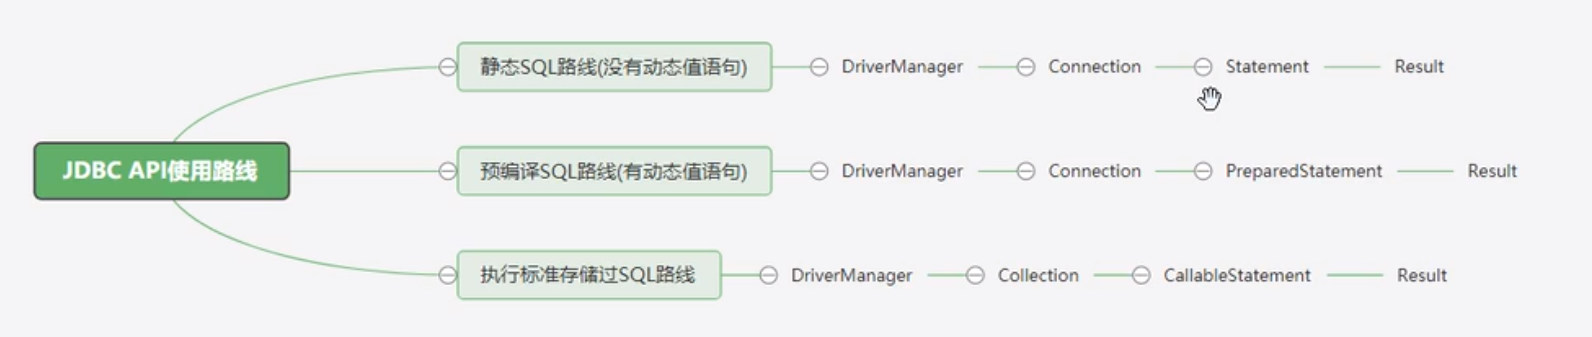 静态SQL路线(没有动态值语句) DriverManager Connection Statement Result
JDBC API使用路线 预编译SQL路线(有动态值语句) DriverManager Connection PreparedStatement Result
执行标准存储过SQL路线 DriverManager Collection CallableStatement Result